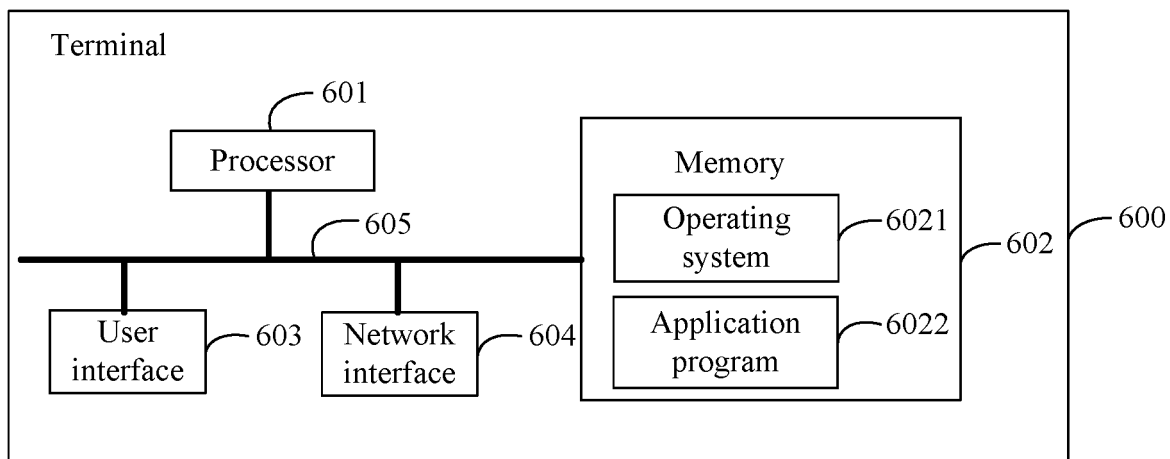 Terminal
601
Processor
605
User
interface
603
Network
interface
604
Memory
Operating
system
6021
Application
program
6022
602
600